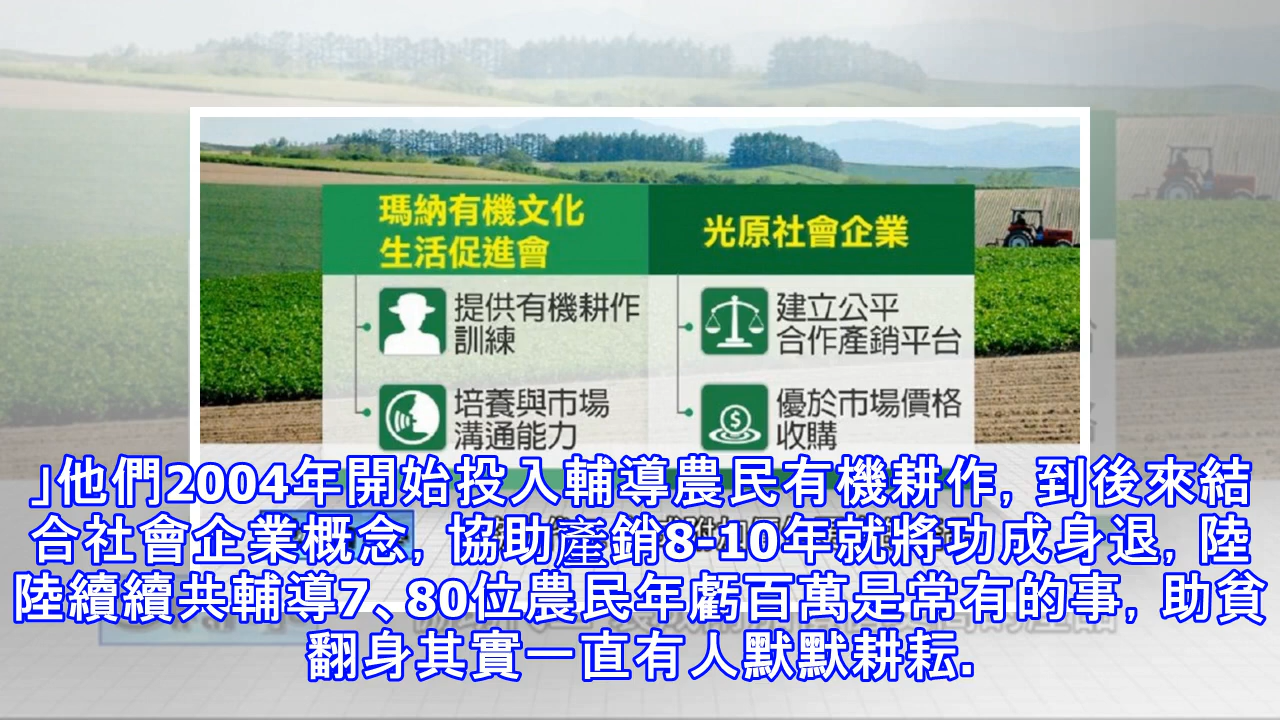 瑪納有機文化
生活促進會
光原社會企業
提供有機耕作
訓練
建立公平
合作產銷平台
培養與市場
溝通能力
優於市場價格
收購
」他們2004年開始投入輔導農民有機耕作, 到後來結
合社會企業概念, 協助產銷8-10年就將功成身退, 陸
陸續續共輔導7、80位農民年虧百萬是常有的事, 助貧
翻身其實一直有人默默耕耘.